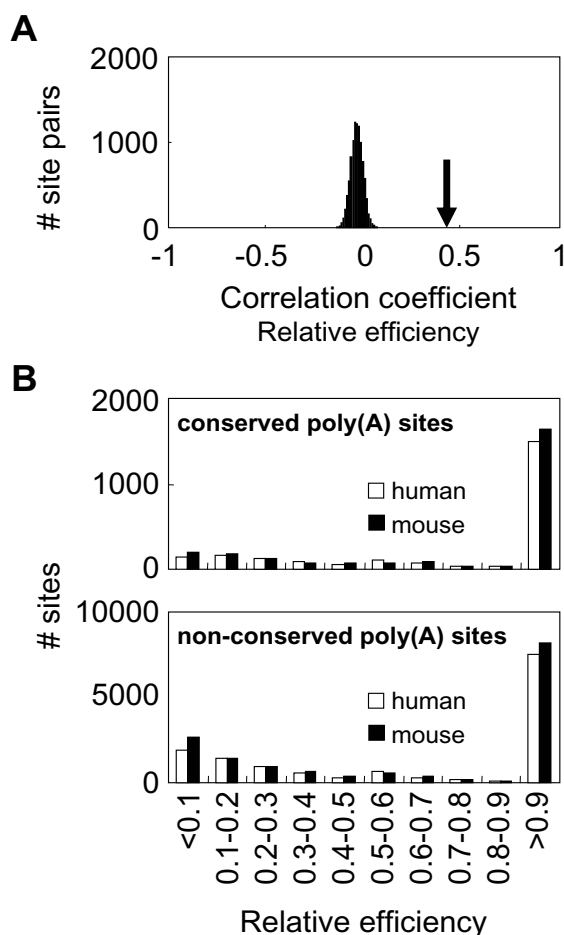 A
# site pairs
2000
1000
0
-1
-0.5
0
0.5
1
Correlation coefficient
Relative efficiency
B
# sites
2000
1000
0
conserved poly(A) sites
human
mouse
10000
5000
0
non-conserved poly(A) sites
human
mouse
<0.1
0.1-0.2
0.2-0.3
0.3-0.4
0.4-0.5
0.5-0.6
0.6-0.7
0.7-0.8
0.8-0.9
>0.9
Relative efficiency